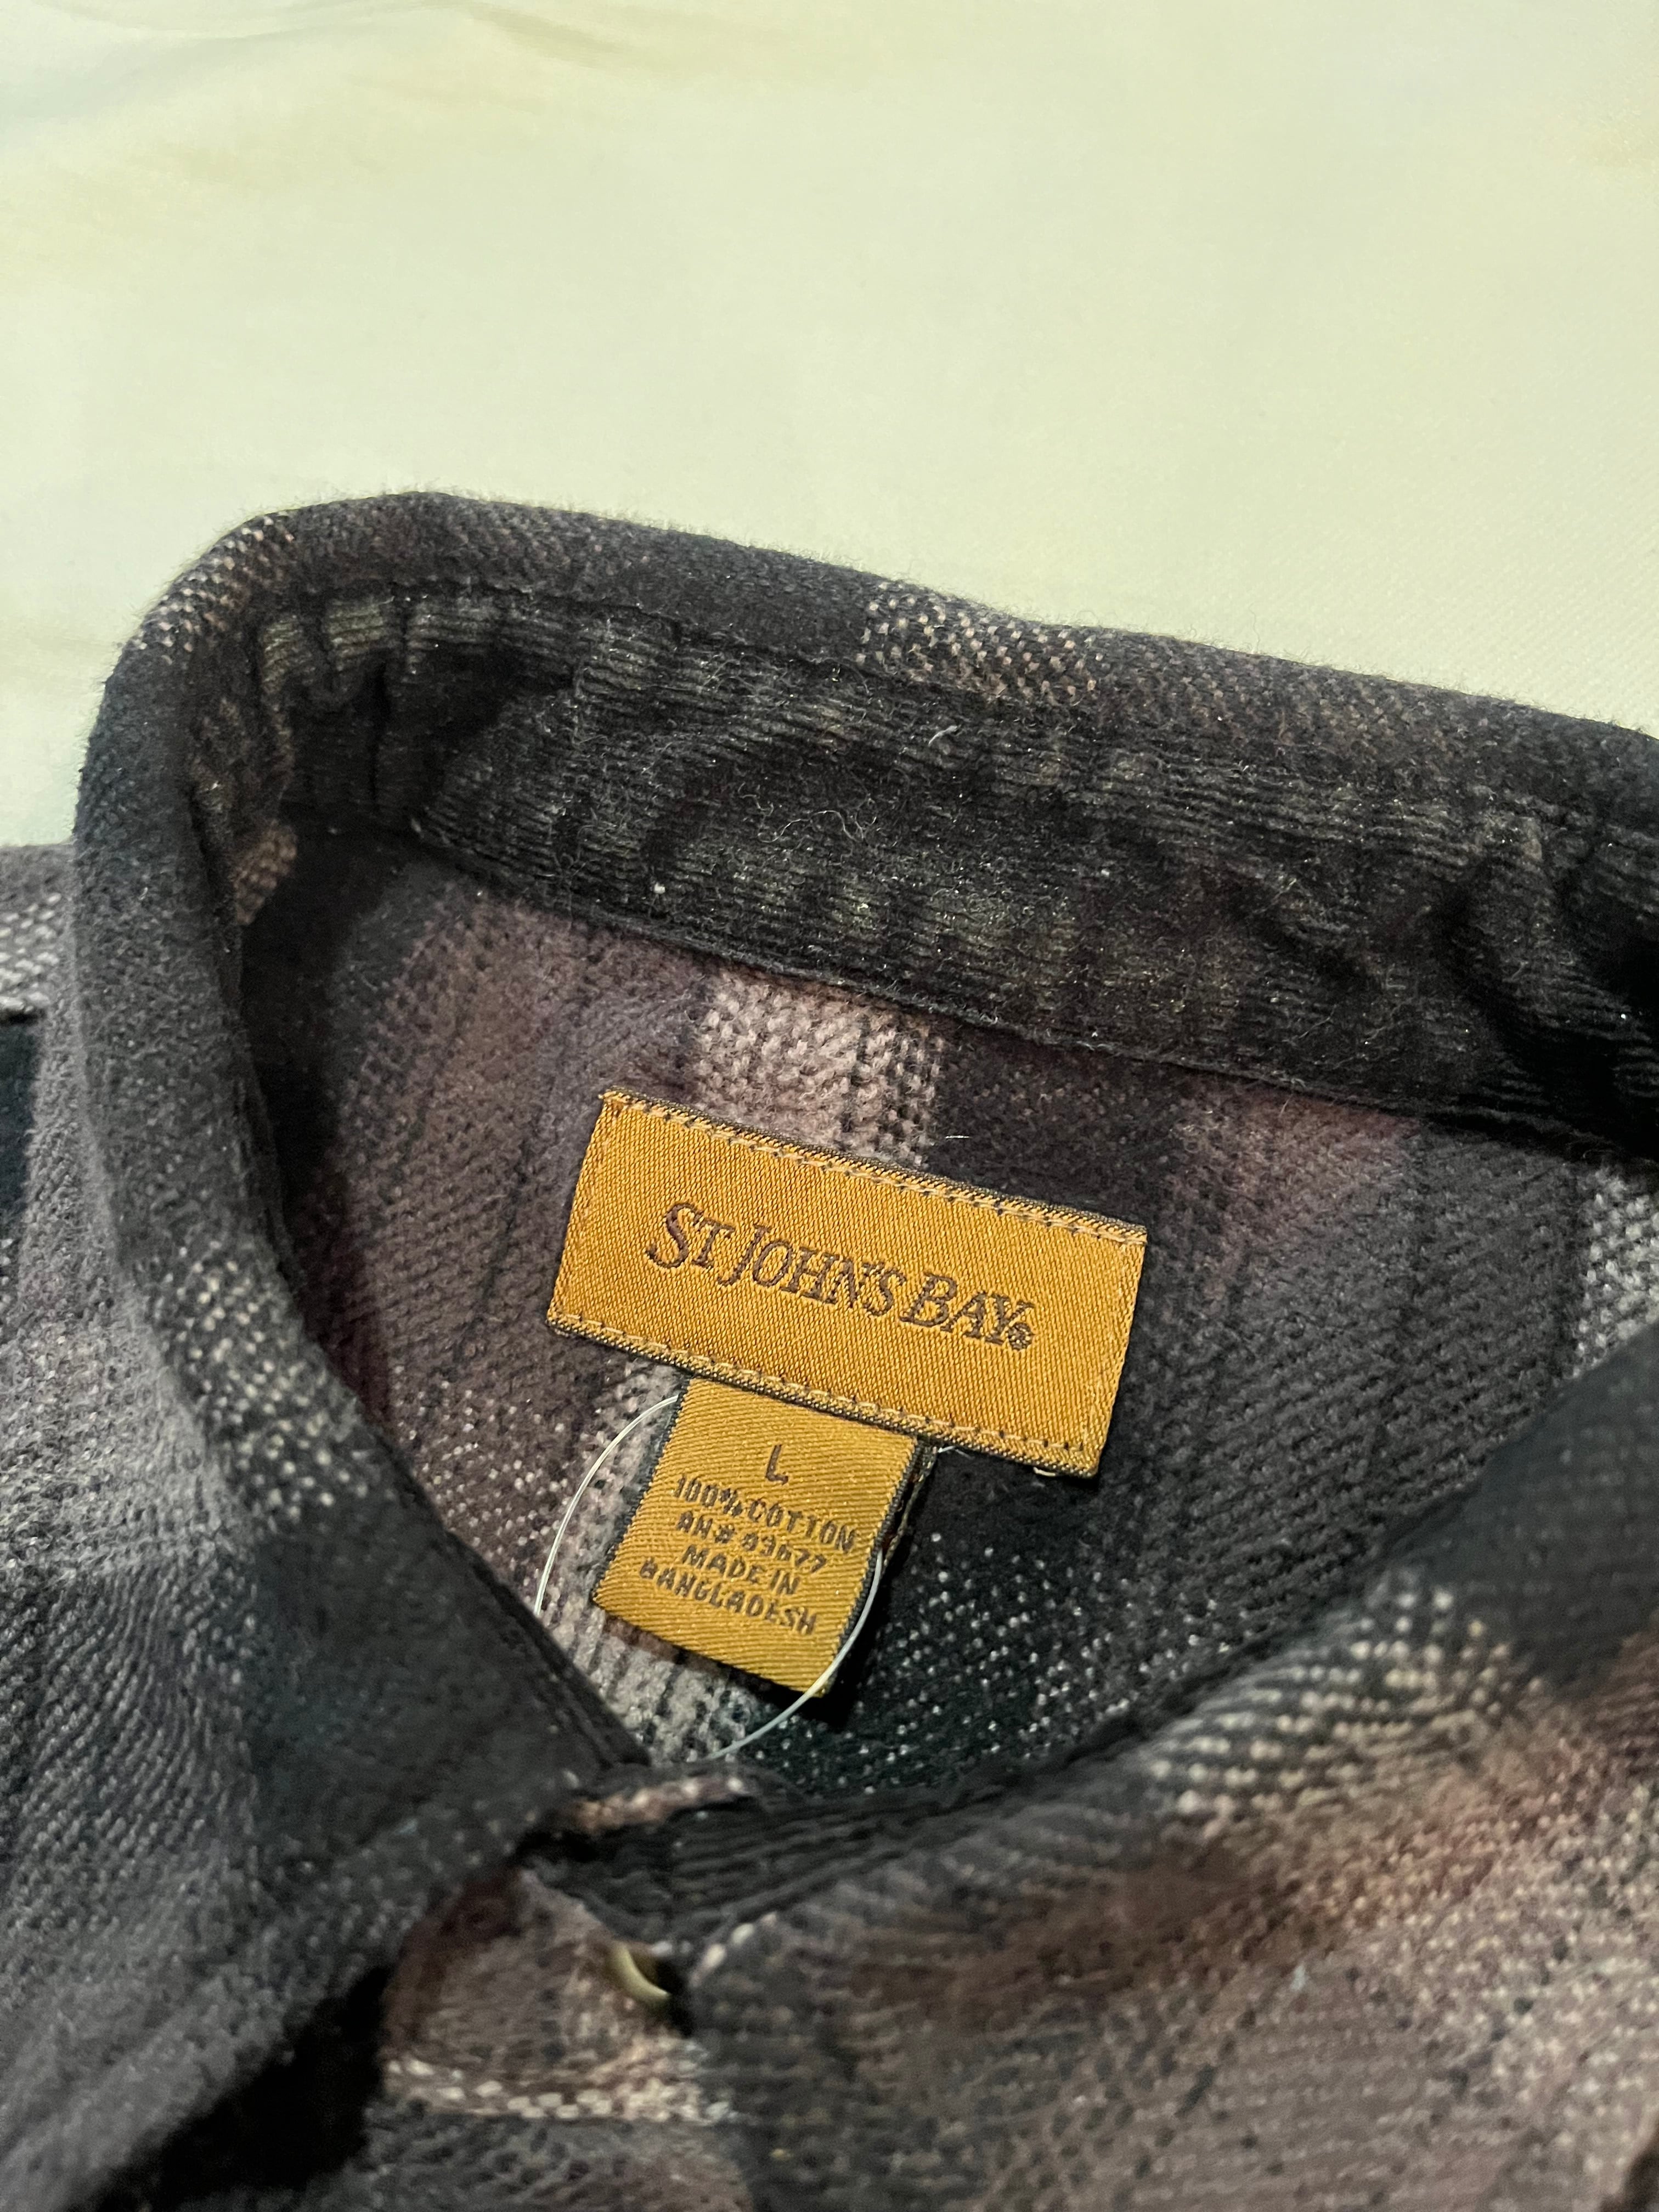 ST JOHN'S BAY®
L
100% COTTON
RN# 93677
MADE IN
BANGLADESH